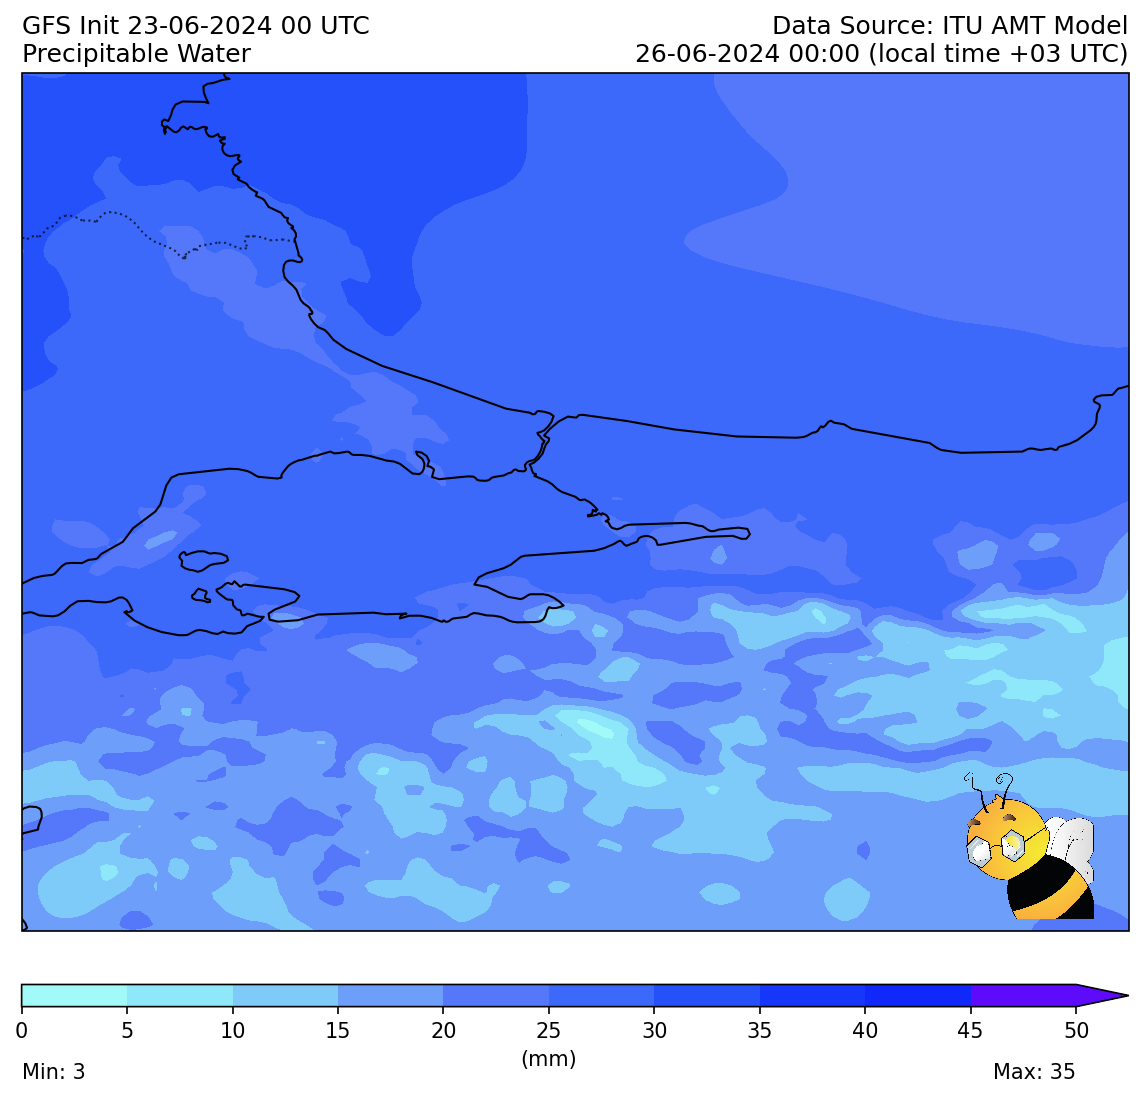 GFS Init 23-06-2024 00 UTC
Data Source: ITU AMT Model
Precipitable Water
26-06-2024 00:00 (local time +03 UTC)
0 5 10 15 20 25 30 35 40 45 50
(mm)
Min: 3
Max: 35